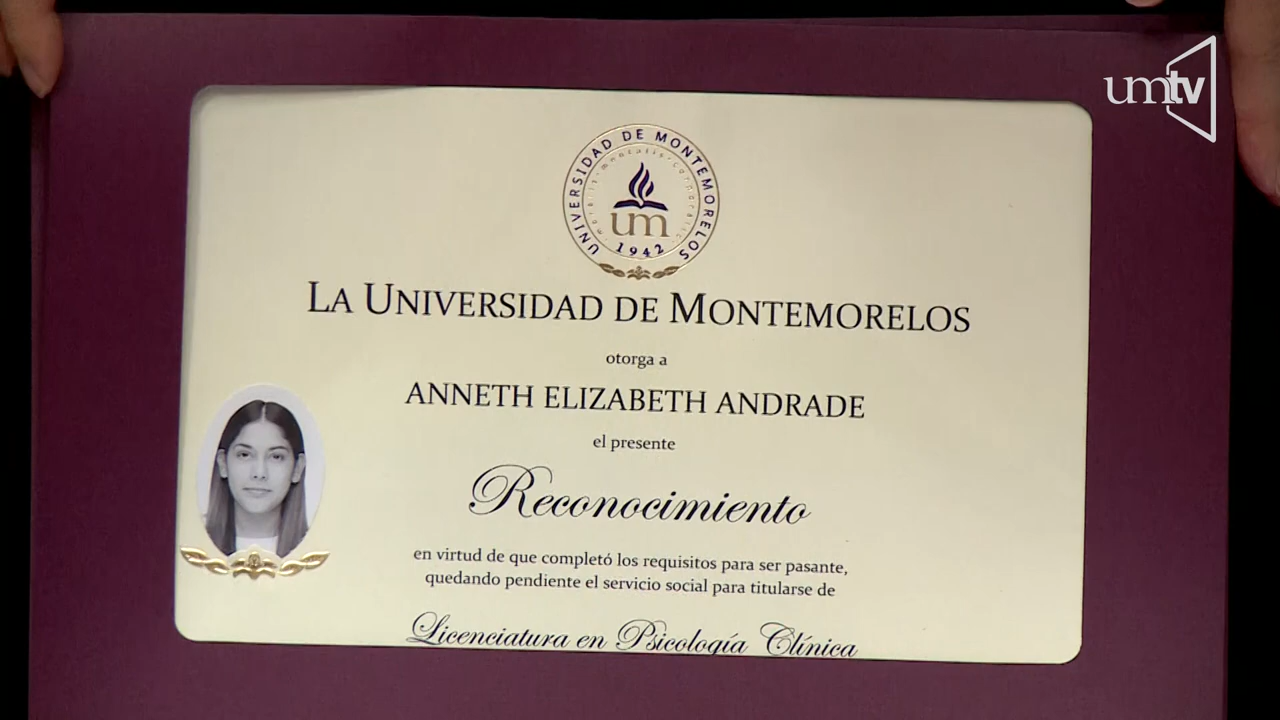 umtv
UNIVERSIDAD DE MONTEMORELOS
um
1942
LA UNIVERSIDAD DE MONTEMORELOS
otorga a
ANNETH ELIZABETH ANDRADE
el presente
Reconocimiento
en virtud de que completó los requisitos para ser pasante,
quedando pendiente el servicio social para titularse de
Licenciatura en Psicología Clínica